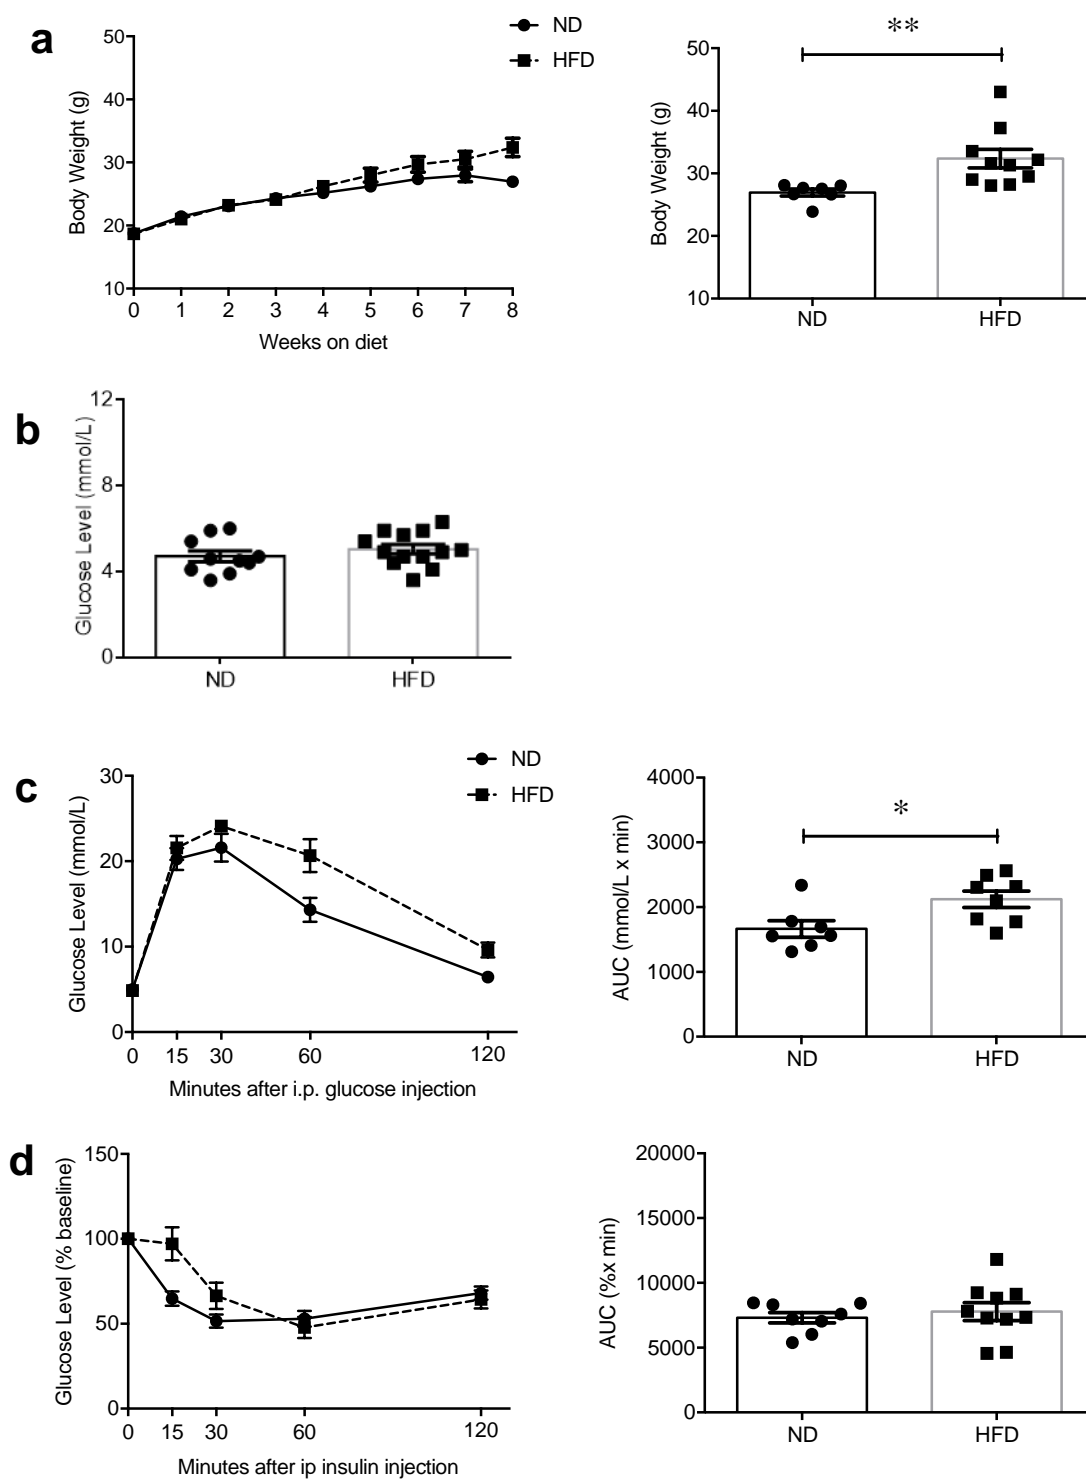 a
ND
HFD
50
40
30
20
10
Body Weight (g)
0 1 2 3 4 5 6 7 8
Weeks on diet
**
50
40
30
20
10
Body Weight (g)
ND HFD
b
12
8
4
0
Glucose Level (mmol/L)
ND HFD
c
ND
HFD
30
20
10
0
Glucose Level (mmol/L)
0 15 30 60 120
Minutes after i.p. glucose injection
*
4000
3000
2000
1000
0
AUC (mmol/L x min)
ND HFD
d
150
100
50
0
Glucose Level (% baseline)
0 15 30 60 120
Minutes after ip insulin injection
20000
15000
10000
5000
0
AUC (%x min)
ND HFD